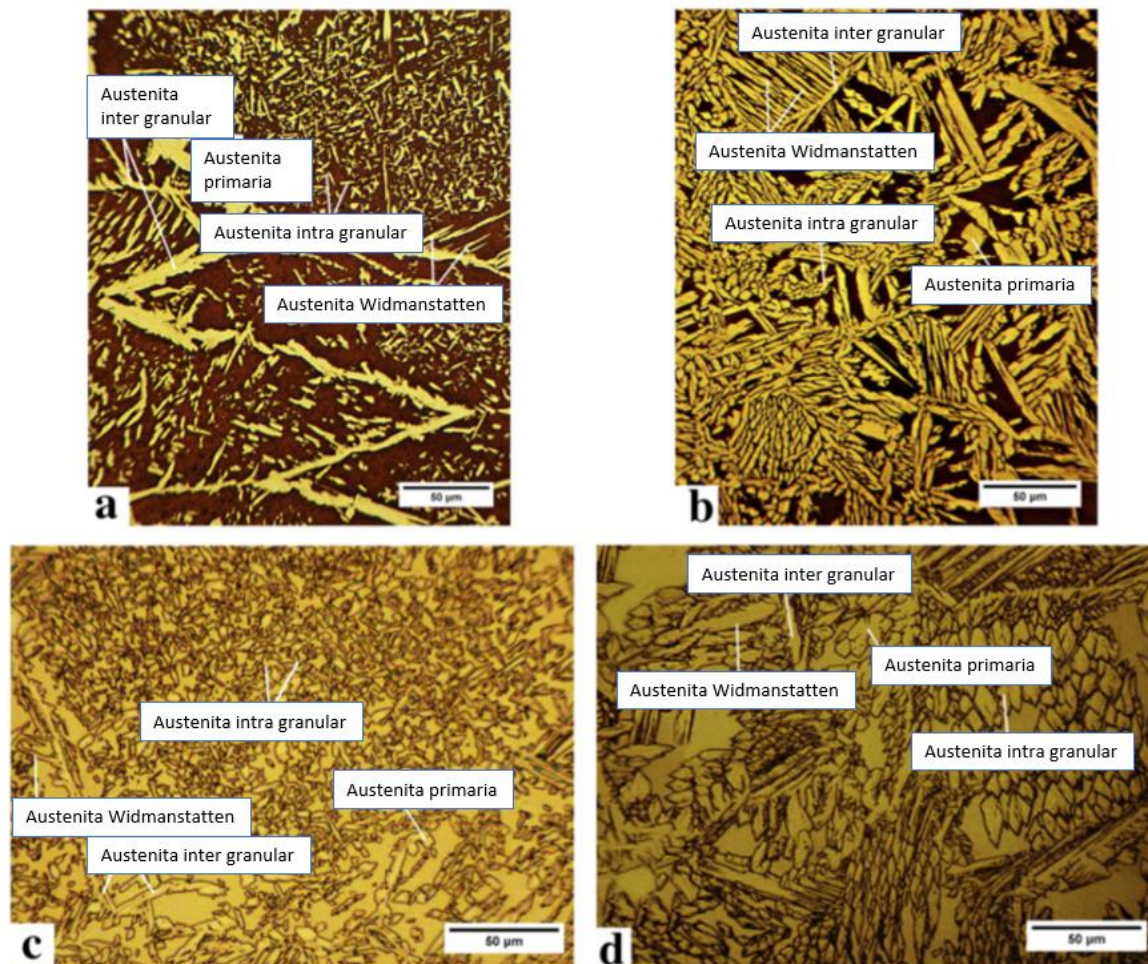 Austenita
inter granular
Austenita
primaria
Austenita intra granular
Austenita Widmanstatten
50 µm
a
Austenita inter granular
Austenita Widmanstatten
Austenita intra granular
Austenita primaria
50 µm
b
Austenita intra granular
Austenita primaria
Austenita Widmanstatten
Austenita inter granular
50 µm
c
Austenita inter granular
Austenita primaria
Austenita Widmanstatten
Austenita intra granular
50 µm
d